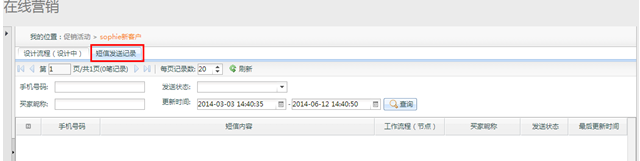 在线营销
我的位置：促销活动 > sophie新客户
设计流程（设计中） 短信发送记录
第 1 页/共1页(0笔记录) 每页记录数: 20 刷新
手机号码: 发送状态:
买家昵称: 更新时间: 2014-03-03 14:40:35 - 2014-06-12 14:40:50 查询
手机号码 短信内容 工作流程（节点） 买家昵称 发送状态 最后更新时间